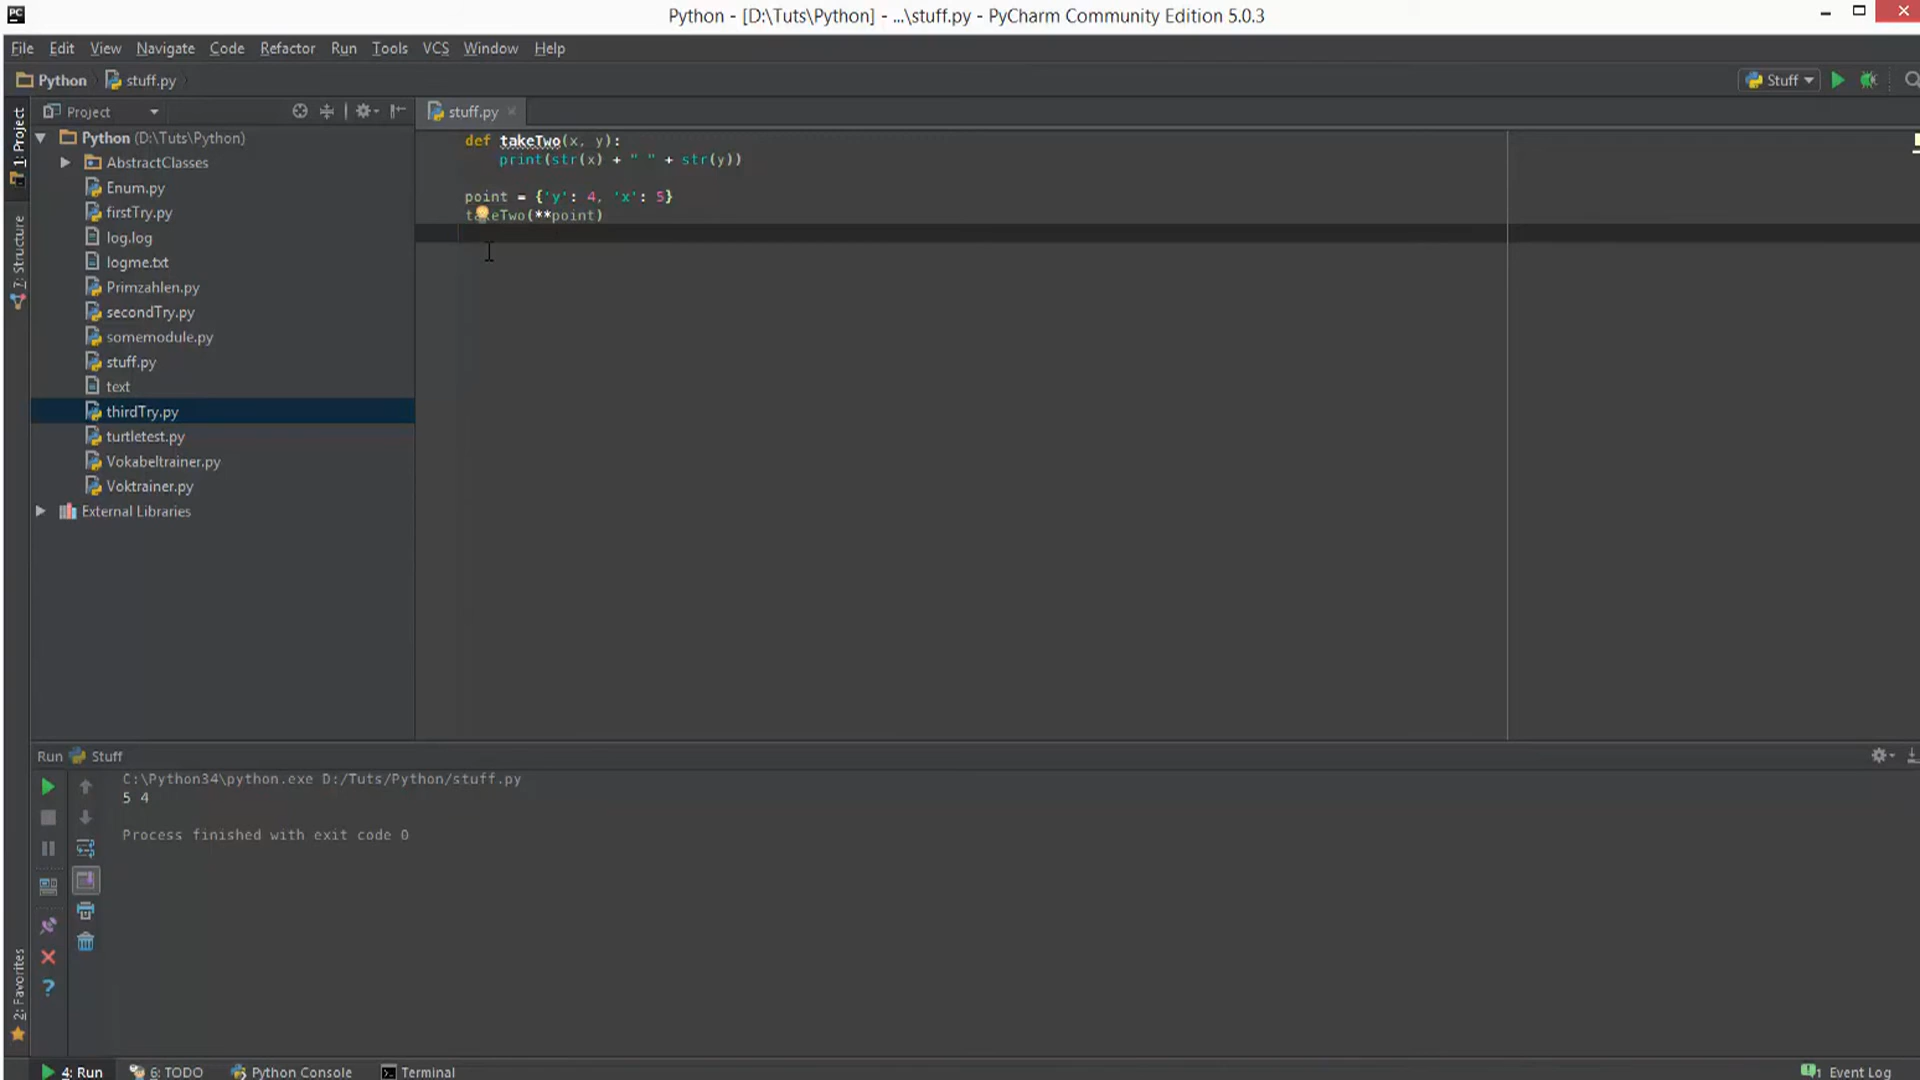 PC
Python - [D:\Tuts\Python] - ...\stuff.py - PyCharm Community Edition 5.0.3
File Edit View Navigate Code Refactor Run Tools VCS Window Help
Python stuff.py Stuff
Project stuff.py
1: Project
7: Structure
2: Favorites
Python (D:\Tuts\Python)
AbstractClasses
Enum.py
firstTry.py
log.log
logme.txt
Primzahlen.py
secondTry.py
somemodule.py
stuff.py
text
thirdTry.py
turtletest.py
Vokabeltrainer.py
Voktrainer.py
External Libraries
def takeTwo(x, y):
print(str(x) + " " + str(y))
point = {'y': 4, 'x': 5}
takeTwo(**point)
Run Stuff
C:\Python34\python.exe D:/Tuts/Python/stuff.py
5 4
Process finished with exit code 0
4: Run 6: TODO Python Console Terminal 1 Event Log